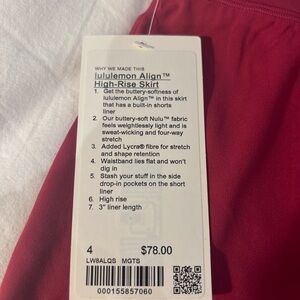 WHY WE MADE THIS
lululemon Align™
High-Rise Skirt
1. Get the buttery-softness of
lululemon Align™ in this skirt
that has a built-in shorts
liner
2. Our buttery-soft Nulu™ fabric
feels weightlessly light and is
sweat-wicking and four-way
stretch
3. Added Lycra® fibre for stretch
and shape retention
4. Waistband lies flat and won't
dig in
5. Stash your stuff in the side
drop-in pockets on the short
liner
6. High rise
7. 3" liner length
4 $78.00
LW8ALQS MGTS
000155857060